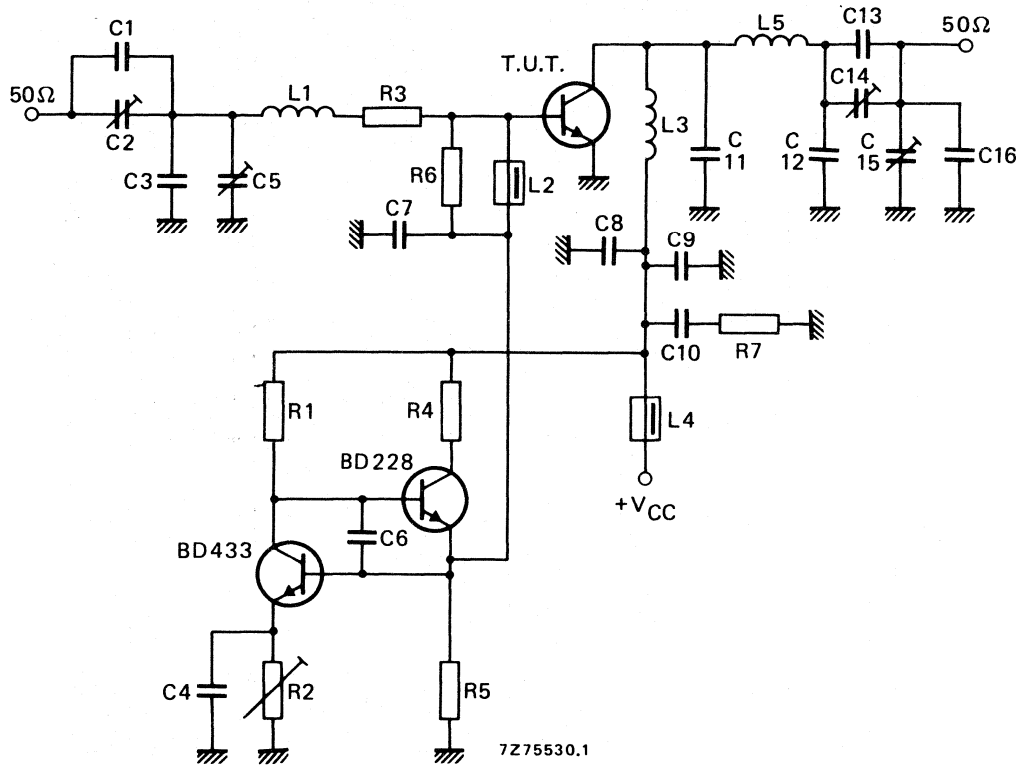 C1
C13
50Ω
L5
T.U.T.
C14
50Ω
L1
R3
C2
L3
C
11
C
12
C
15
C16
C3
C5
R6
L2
C7
C8
C9
C10
R7
R1
R4
L4
BD228
+VCC
C6
BD433
C4
R2
R5
7Z75530.1